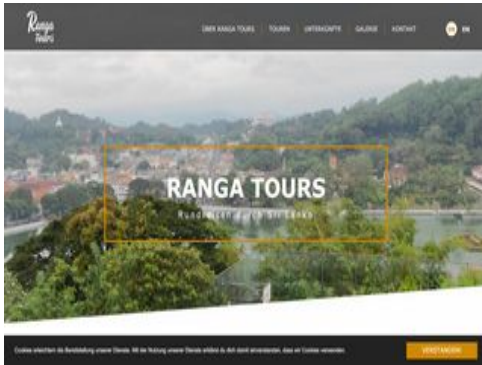 Ranga
Tours
ÜBER RANGA TOURS TOUREN UNTERKÜNFTE GALERIE KONTAKT DE EN
RANGA TOURS
Rundreisen durch Sri Lanka
Cookies erleichtern die Bereitstellung unserer Dienste. Mit der Nutzung unserer Dienste erklärst du dich damit einverstanden, dass wir Cookies verwenden.
VERSTANDEN